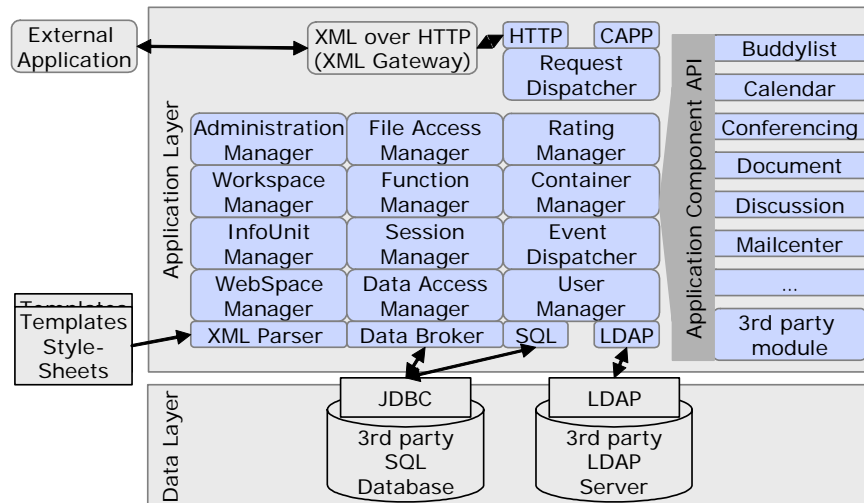 External
Application
XML over HTTP
(XML Gateway)
HTTP
CAPP
Request
Dispatcher
Application Layer
Administration
Manager
File Access
Manager
Rating
Manager
Workspace
Manager
Function
Manager
Container
Manager
InfoUnit
Manager
Session
Manager
Event
Dispatcher
WebSpace
Manager
Data Access
Manager
User
Manager
XML Parser
Data Broker
SQL
LDAP
Application Component API
Buddylist
Calendar
Conferencing
Document
Discussion
Mailcenter
...
3rd party
module
Templates
Templates
Style-
Sheets
Data Layer
JDBC
3rd party
SQL
Database
LDAP
3rd party
LDAP
Server